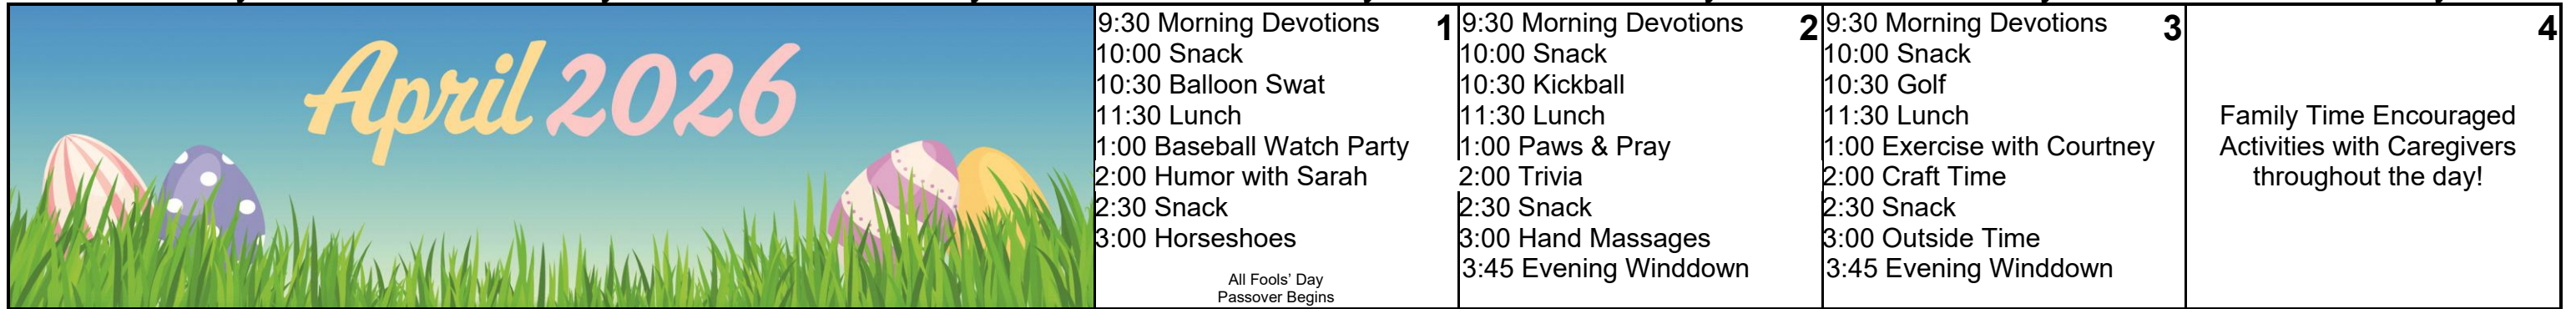 April 2026
1
9:30 Morning Devotions
10:00 Snack
10:30 Balloon Swat
11:30 Lunch
1:00 Baseball Watch Party
2:00 Humor with Sarah
2:30 Snack
3:00 Horseshoes
All Fools' Day
Passover Begins
2
9:30 Morning Devotions
10:00 Snack
10:30 Kickball
11:30 Lunch
1:00 Paws & Pray
2:00 Trivia
2:30 Snack
3:00 Hand Massages
3:45 Evening Winddown
3
9:30 Morning Devotions
10:00 Snack
10:30 Golf
11:30 Lunch
1:00 Exercise with Courtney
2:00 Craft Time
2:30 Snack
3:00 Outside Time
3:45 Evening Winddown
4
Family Time Encouraged
Activities with Caregivers
throughout the day!